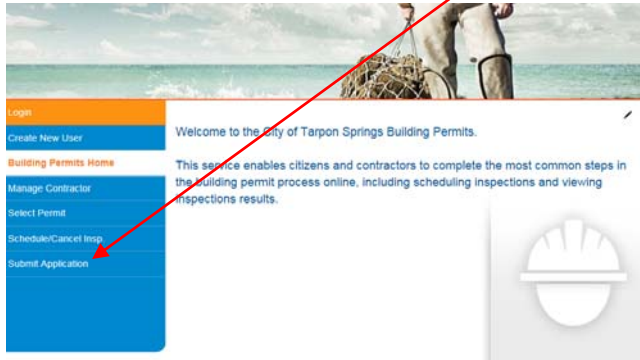 Login
Create New User
Building Permits Home
Manage Contractor
Select Permit
Schedule/Cancel Insp
Submit Application
Welcome to the City of Tarpon Springs Building Permits.
This service enables citizens and contractors to complete the most common steps in
the building permit process online, including scheduling inspections and viewing
inspections results.